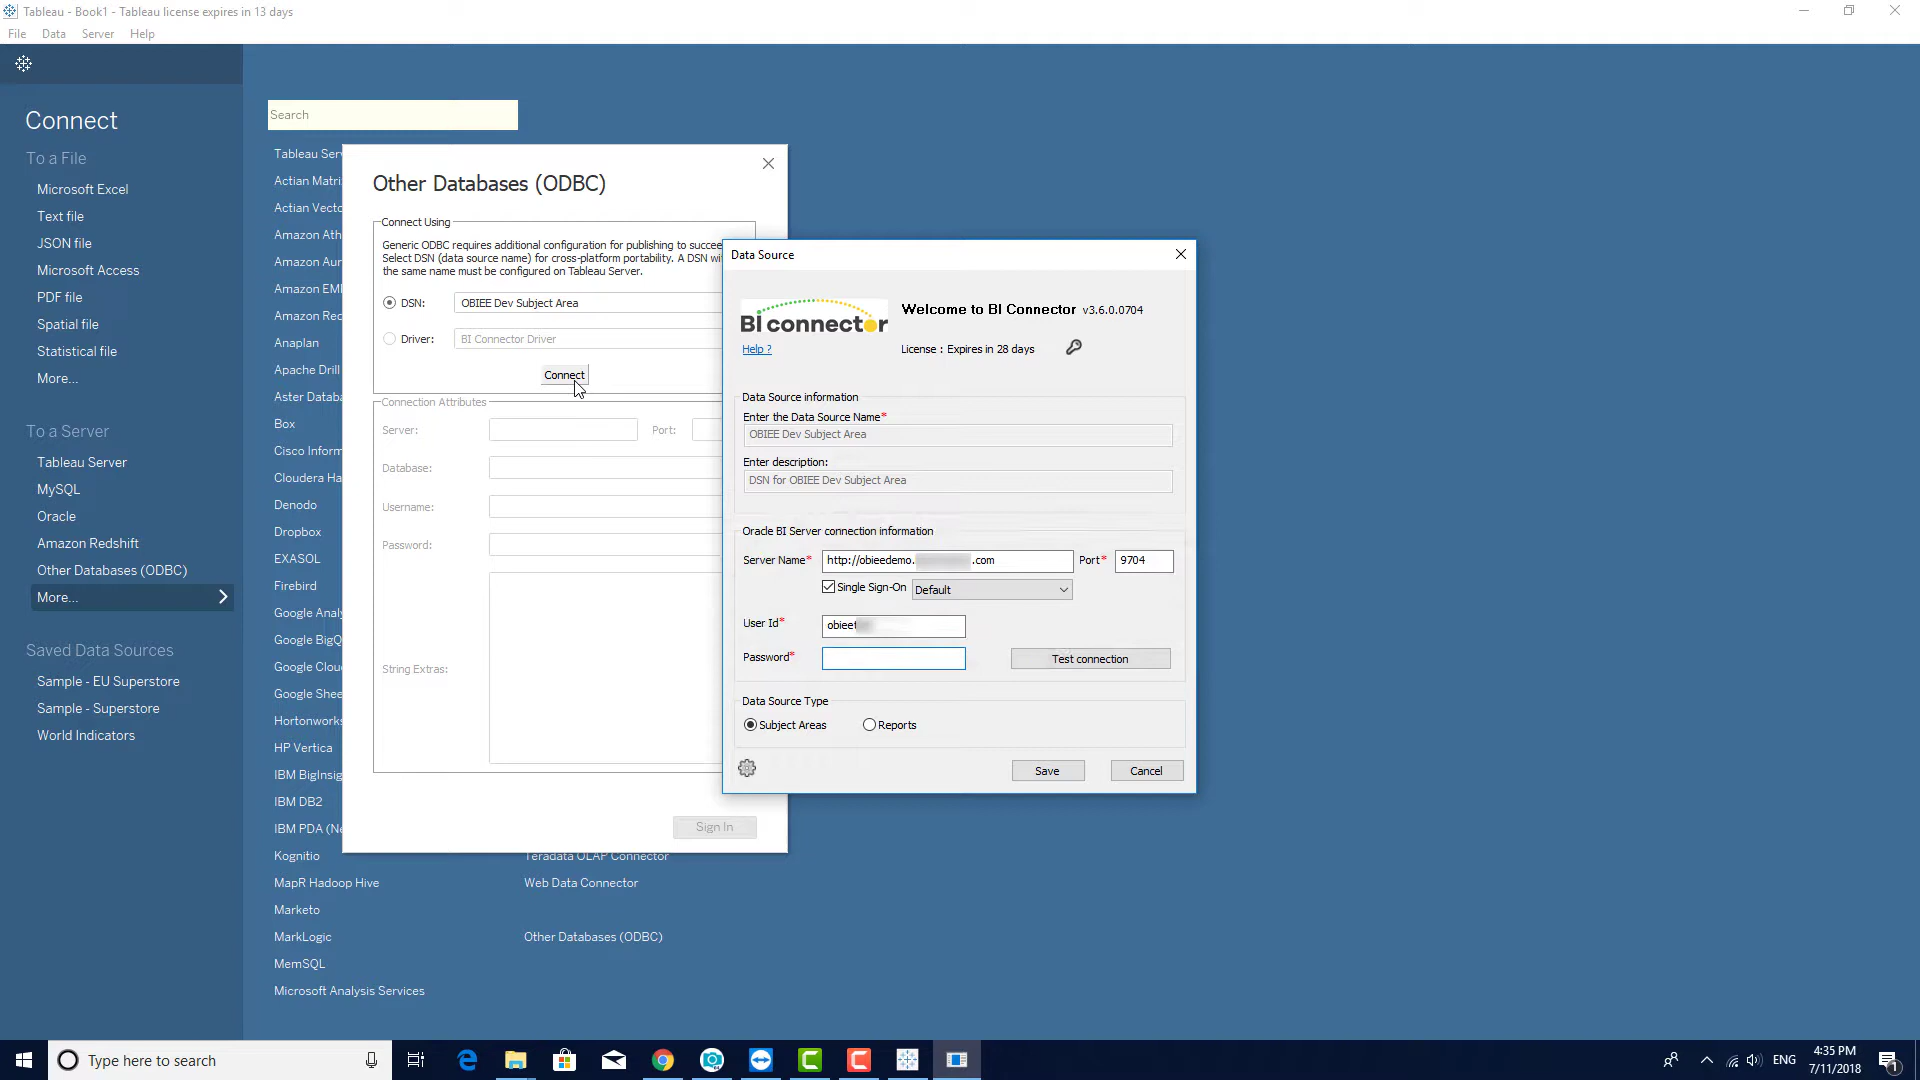 Tableau - Book1 - Tableau license expires in 13 days
File Data Server Help
Connect
To a File
Microsoft Excel
Text file
JSON file
Microsoft Access
PDF file
Spatial file
Statistical file
More...
To a Server
Tableau Server
MySQL
Oracle
Amazon Redshift
Other Databases (ODBC)
More...
Saved Data Sources
Sample - EU Superstore
Sample - Superstore
World Indicators
Search
Tableau Ser
Actian Matri
Actian Vecto
Amazon Ath
Amazon Aur
Amazon EM
Amazon Red
Anaplan
Apache Drill
Aster Databa
Box
Cisco Inform
Cloudera Ha
Denodo
Dropbox
EXASOL
Firebird
Google Anal
Google BigQ
Google Clou
Google Shee
Hortonworks
HP Vertica
IBM BigInsig
IBM DB2
IBM PDA (Ne
Kognitio
MapR Hadoop Hive
Marketo
MarkLogic
MemSQL
Microsoft Analysis Services
Teradata OLAP Connector
Web Data Connector
Other Databases (ODBC)
Other Databases (ODBC)
Connect Using
Generic ODBC requires additional configuration for publishing to succee
Select DSN (data source name) for cross-platform portability. A DSN wit
the same name must be configured on Tableau Server.
DSN: OBIEE Dev Subject Area
Driver: BI Connector Driver
Connect
Connection Attributes
Server: Port:
Database:
Username:
Password:
String Extras:
Sign In
Data Source
BI connector
Welcome to BI Connector v3.6.0.0704
Help ?
License : Expires in 28 days
Data Source information
Enter the Data Source Name*
OBIEE Dev Subject Area
Enter description:
DSN for OBIEE Dev Subject Area
Oracle BI Server connection information
Server Name* http://obieedemo. .com Port* 9704
Single Sign-On Default
User Id* obiee
Password* Test connection
Data Source Type
Subject Areas Reports
Save Cancel
Type here to search
ENG
4:35 PM
7/11/2018
1